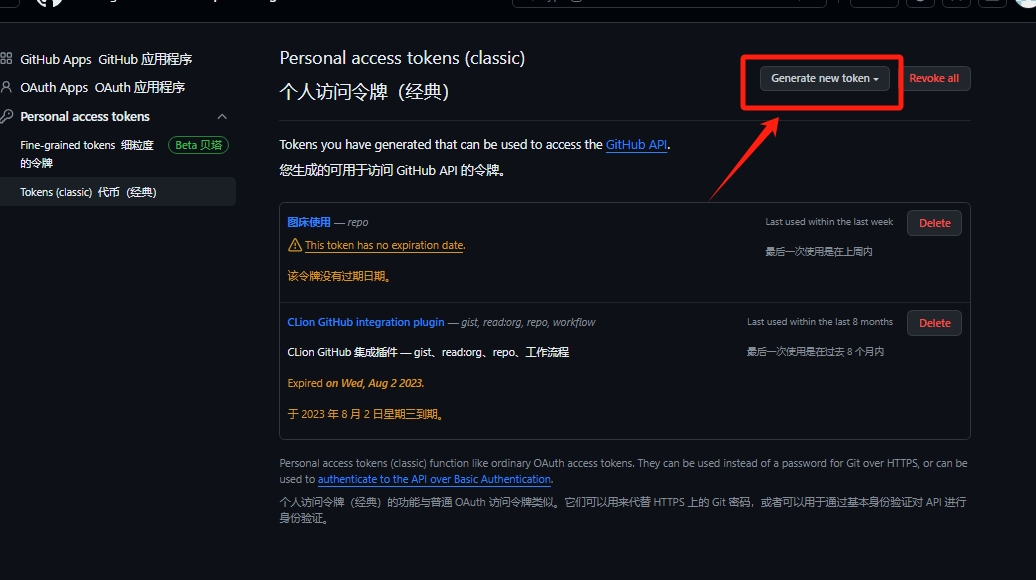 GitHub Apps GitHub 应用程序
OAuth Apps OAuth 应用程序
Personal access tokens
Fine-grained tokens 细粒度的令牌
Beta 贝塔
Tokens (classic) 代币（经典）
Personal access tokens (classic)
个人访问令牌（经典）
Generate new token
Revoke all
Tokens you have generated that can be used to access the GitHub API.
您生成的可用于访问 GitHub API 的令牌。
图床使用 — repo
Last used within the last week
Delete
This token has no expiration date.
最后一次使用是在上周内
该令牌没有过期日期。
CLion GitHub integration plugin — gist, read:org, repo, workflow
Last used within the last 8 months
Delete
CLion GitHub 集成插件 — gist、read:org、repo、工作流程
最后一次使用是在过去 8 个月内
Expired on Wed, Aug 2 2023.
于 2023 年 8 月 2 日星期三到期。
Personal access tokens (classic) function like ordinary OAuth access tokens. They can be used instead of a password for Git over HTTPS, or can be
used to authenticate to the API over Basic Authentication.
个人访问令牌（经典）的功能与普通 OAuth 访问令牌类似。它们可以用来代替 HTTPS 上的 Git 密码，或者可以用于通过基本身份验证对 API 进行
身份验证。